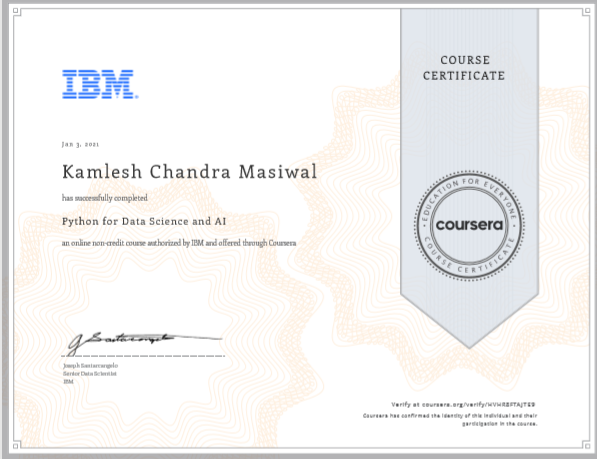 IBM.
COURSE
CERTIFICATE
Jan 3, 2021
Kamlesh Chandra Masiwal
has successfully completed
Python for Data Science and AI
an online non-credit course authorized by IBM and offered through Coursera
EDUCATION FOR EVERYONE
coursera
COURSE CERTIFICATE
Joseph Santarcangelo
Senior Data Scientist
IBM
Verify at coursera.org/verify/
Coursera has confirmed the identity of this individual and their
participation in the course.